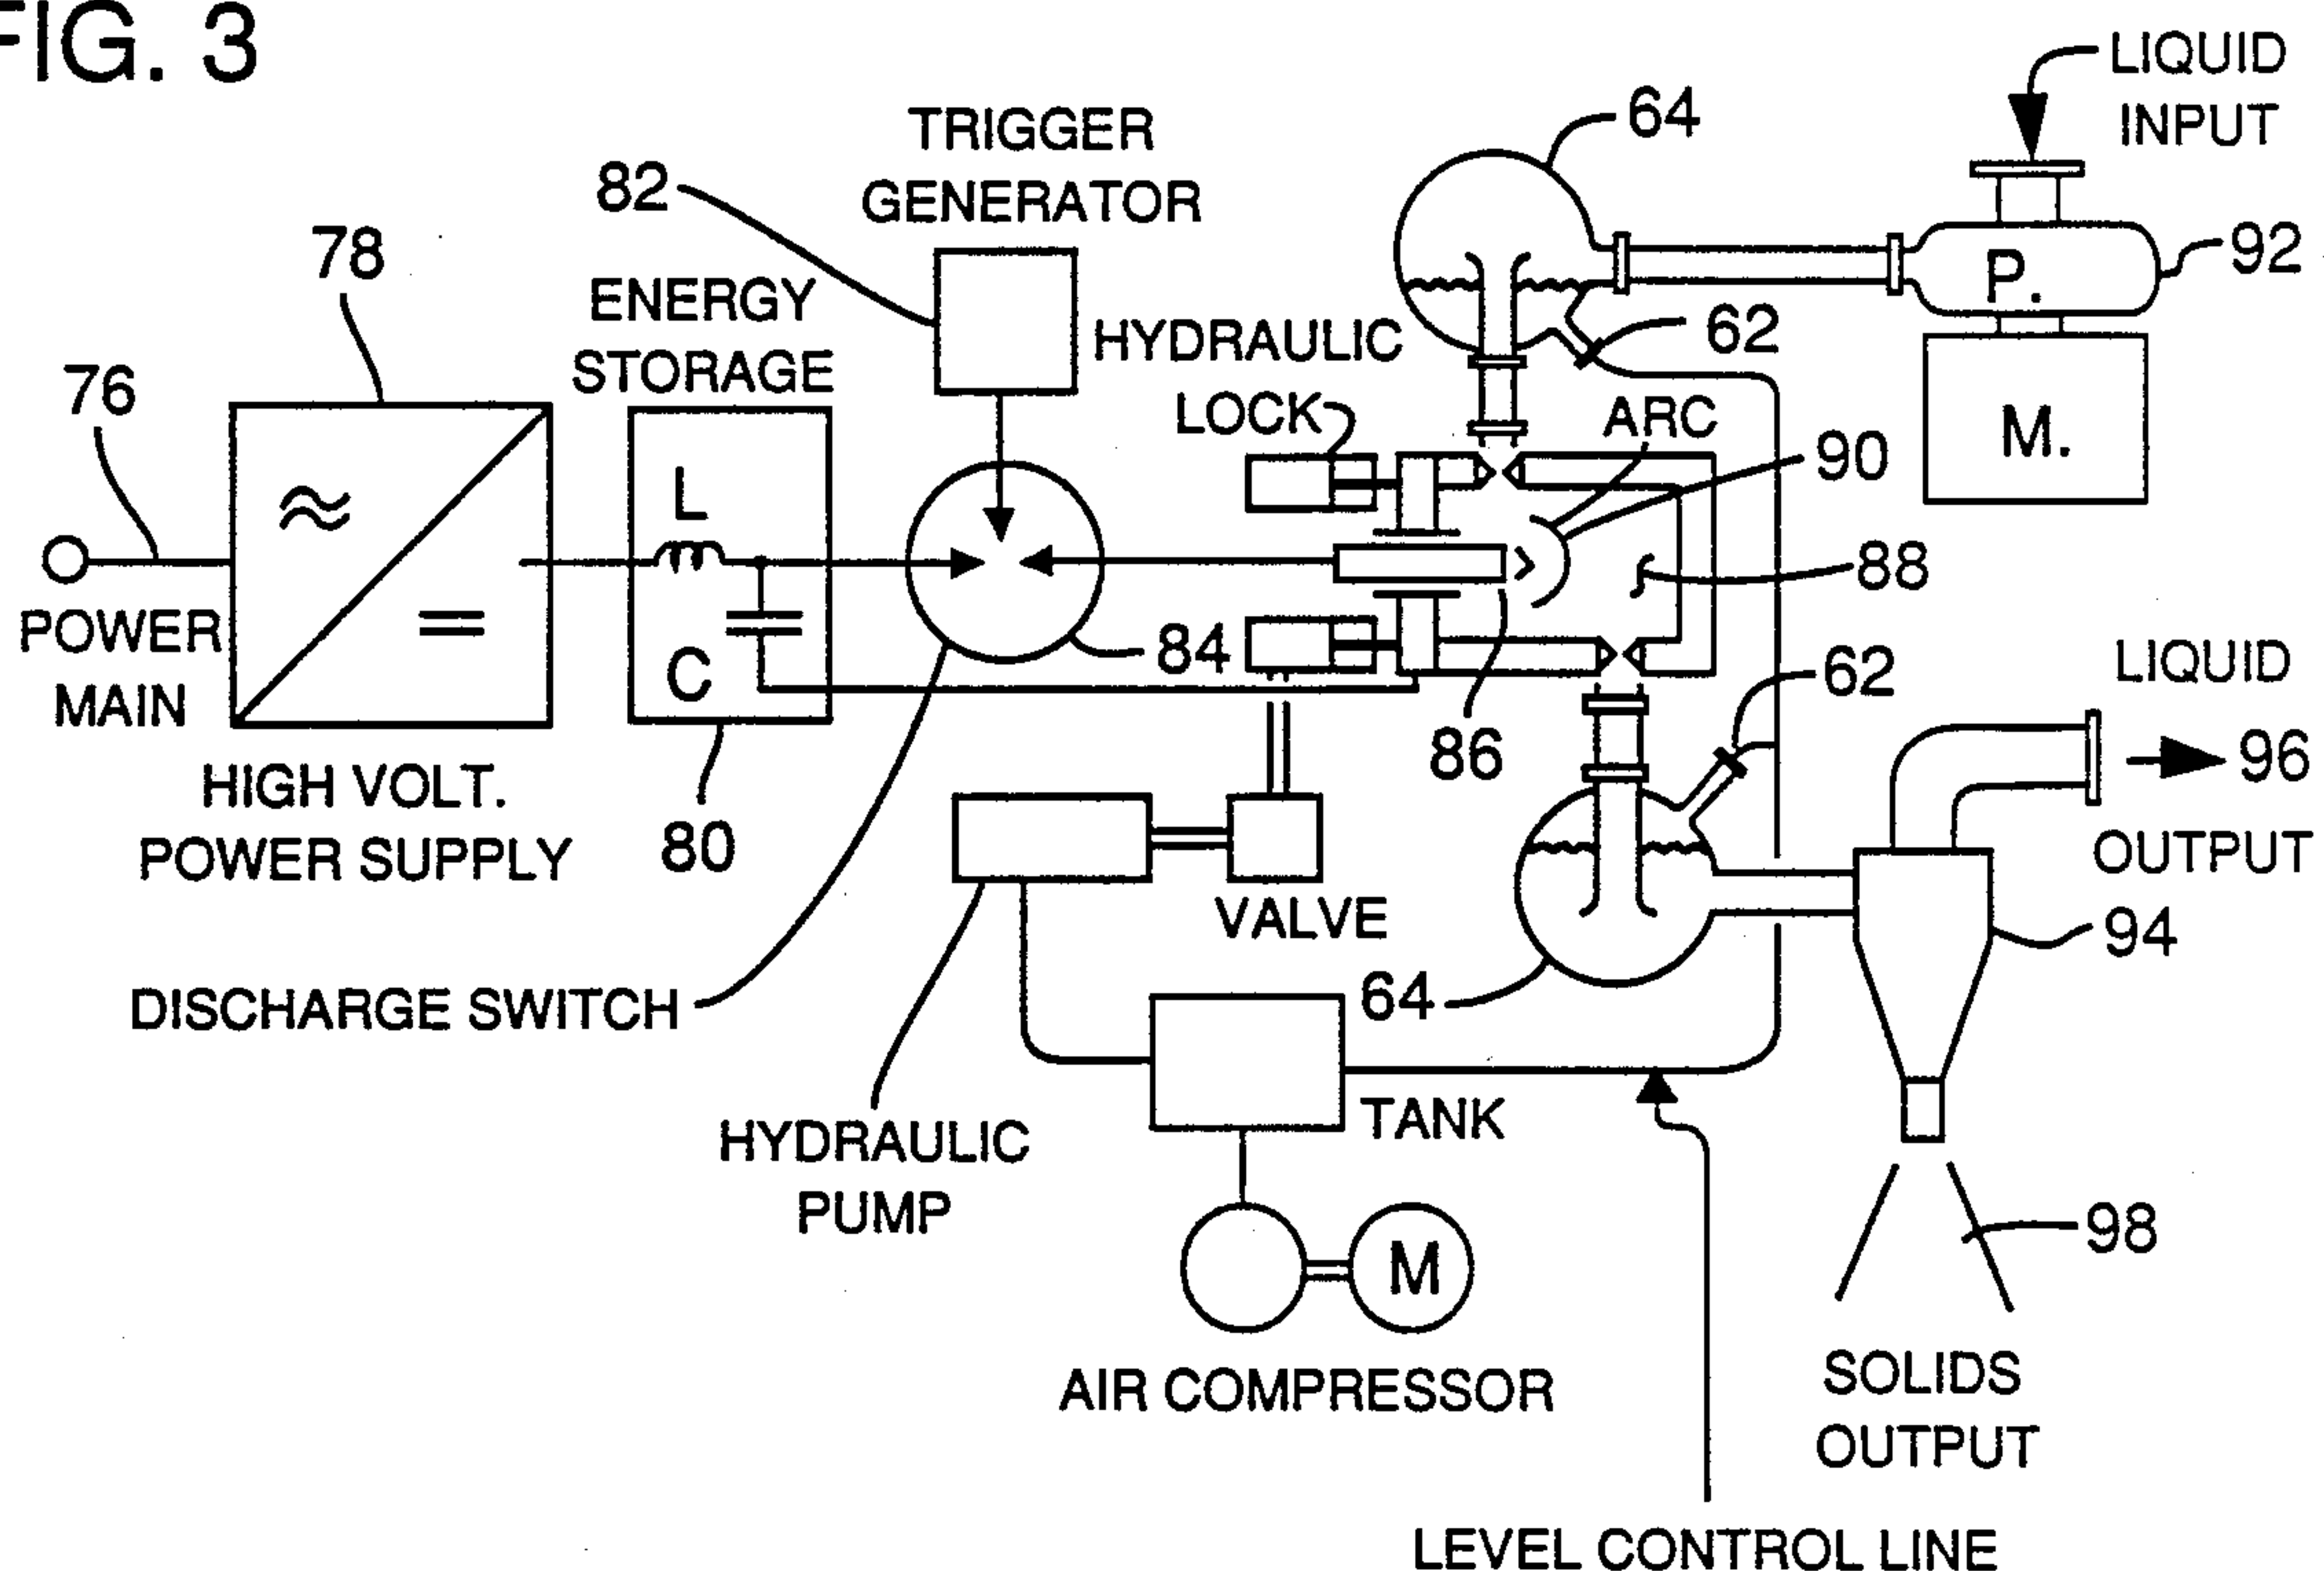 FIG. 3
LIQUID
INPUT
64
TRIGGER
GENERATOR
82
78
ENERGY
STORAGE
HYDRAULIC
LOCK
62
P.
92
M.
76
ARC
90
L
88
POWER
MAIN
C
84
62
LIQUID
96
OUTPUT
86
HIGH VOLT.
POWER SUPPLY
80
VALVE
94
DISCHARGE SWITCH
64
TANK
HYDRAULIC
PUMP
98
M
AIR COMPRESSOR
SOLIDS
OUTPUT
LEVEL CONTROL LINE